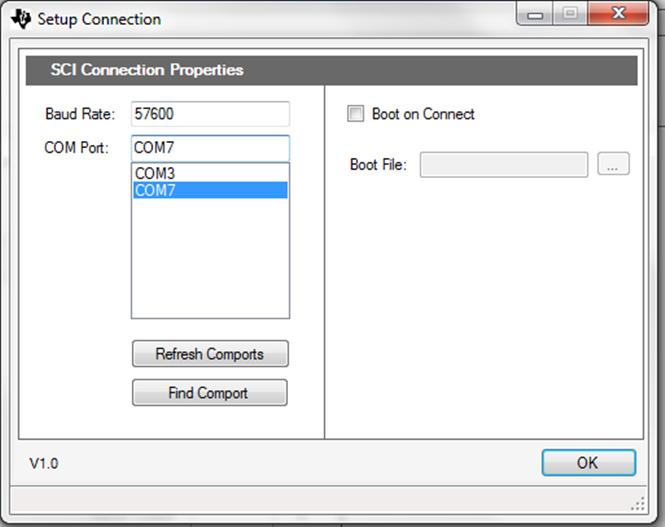 Setup Connection
SCI Connection Properties
Baud Rate: 57600
COM Port: COM7
COM3
COM7
Refresh Comports
Find Comport
Boot on Connect
Boot File:
...
V1.0
OK